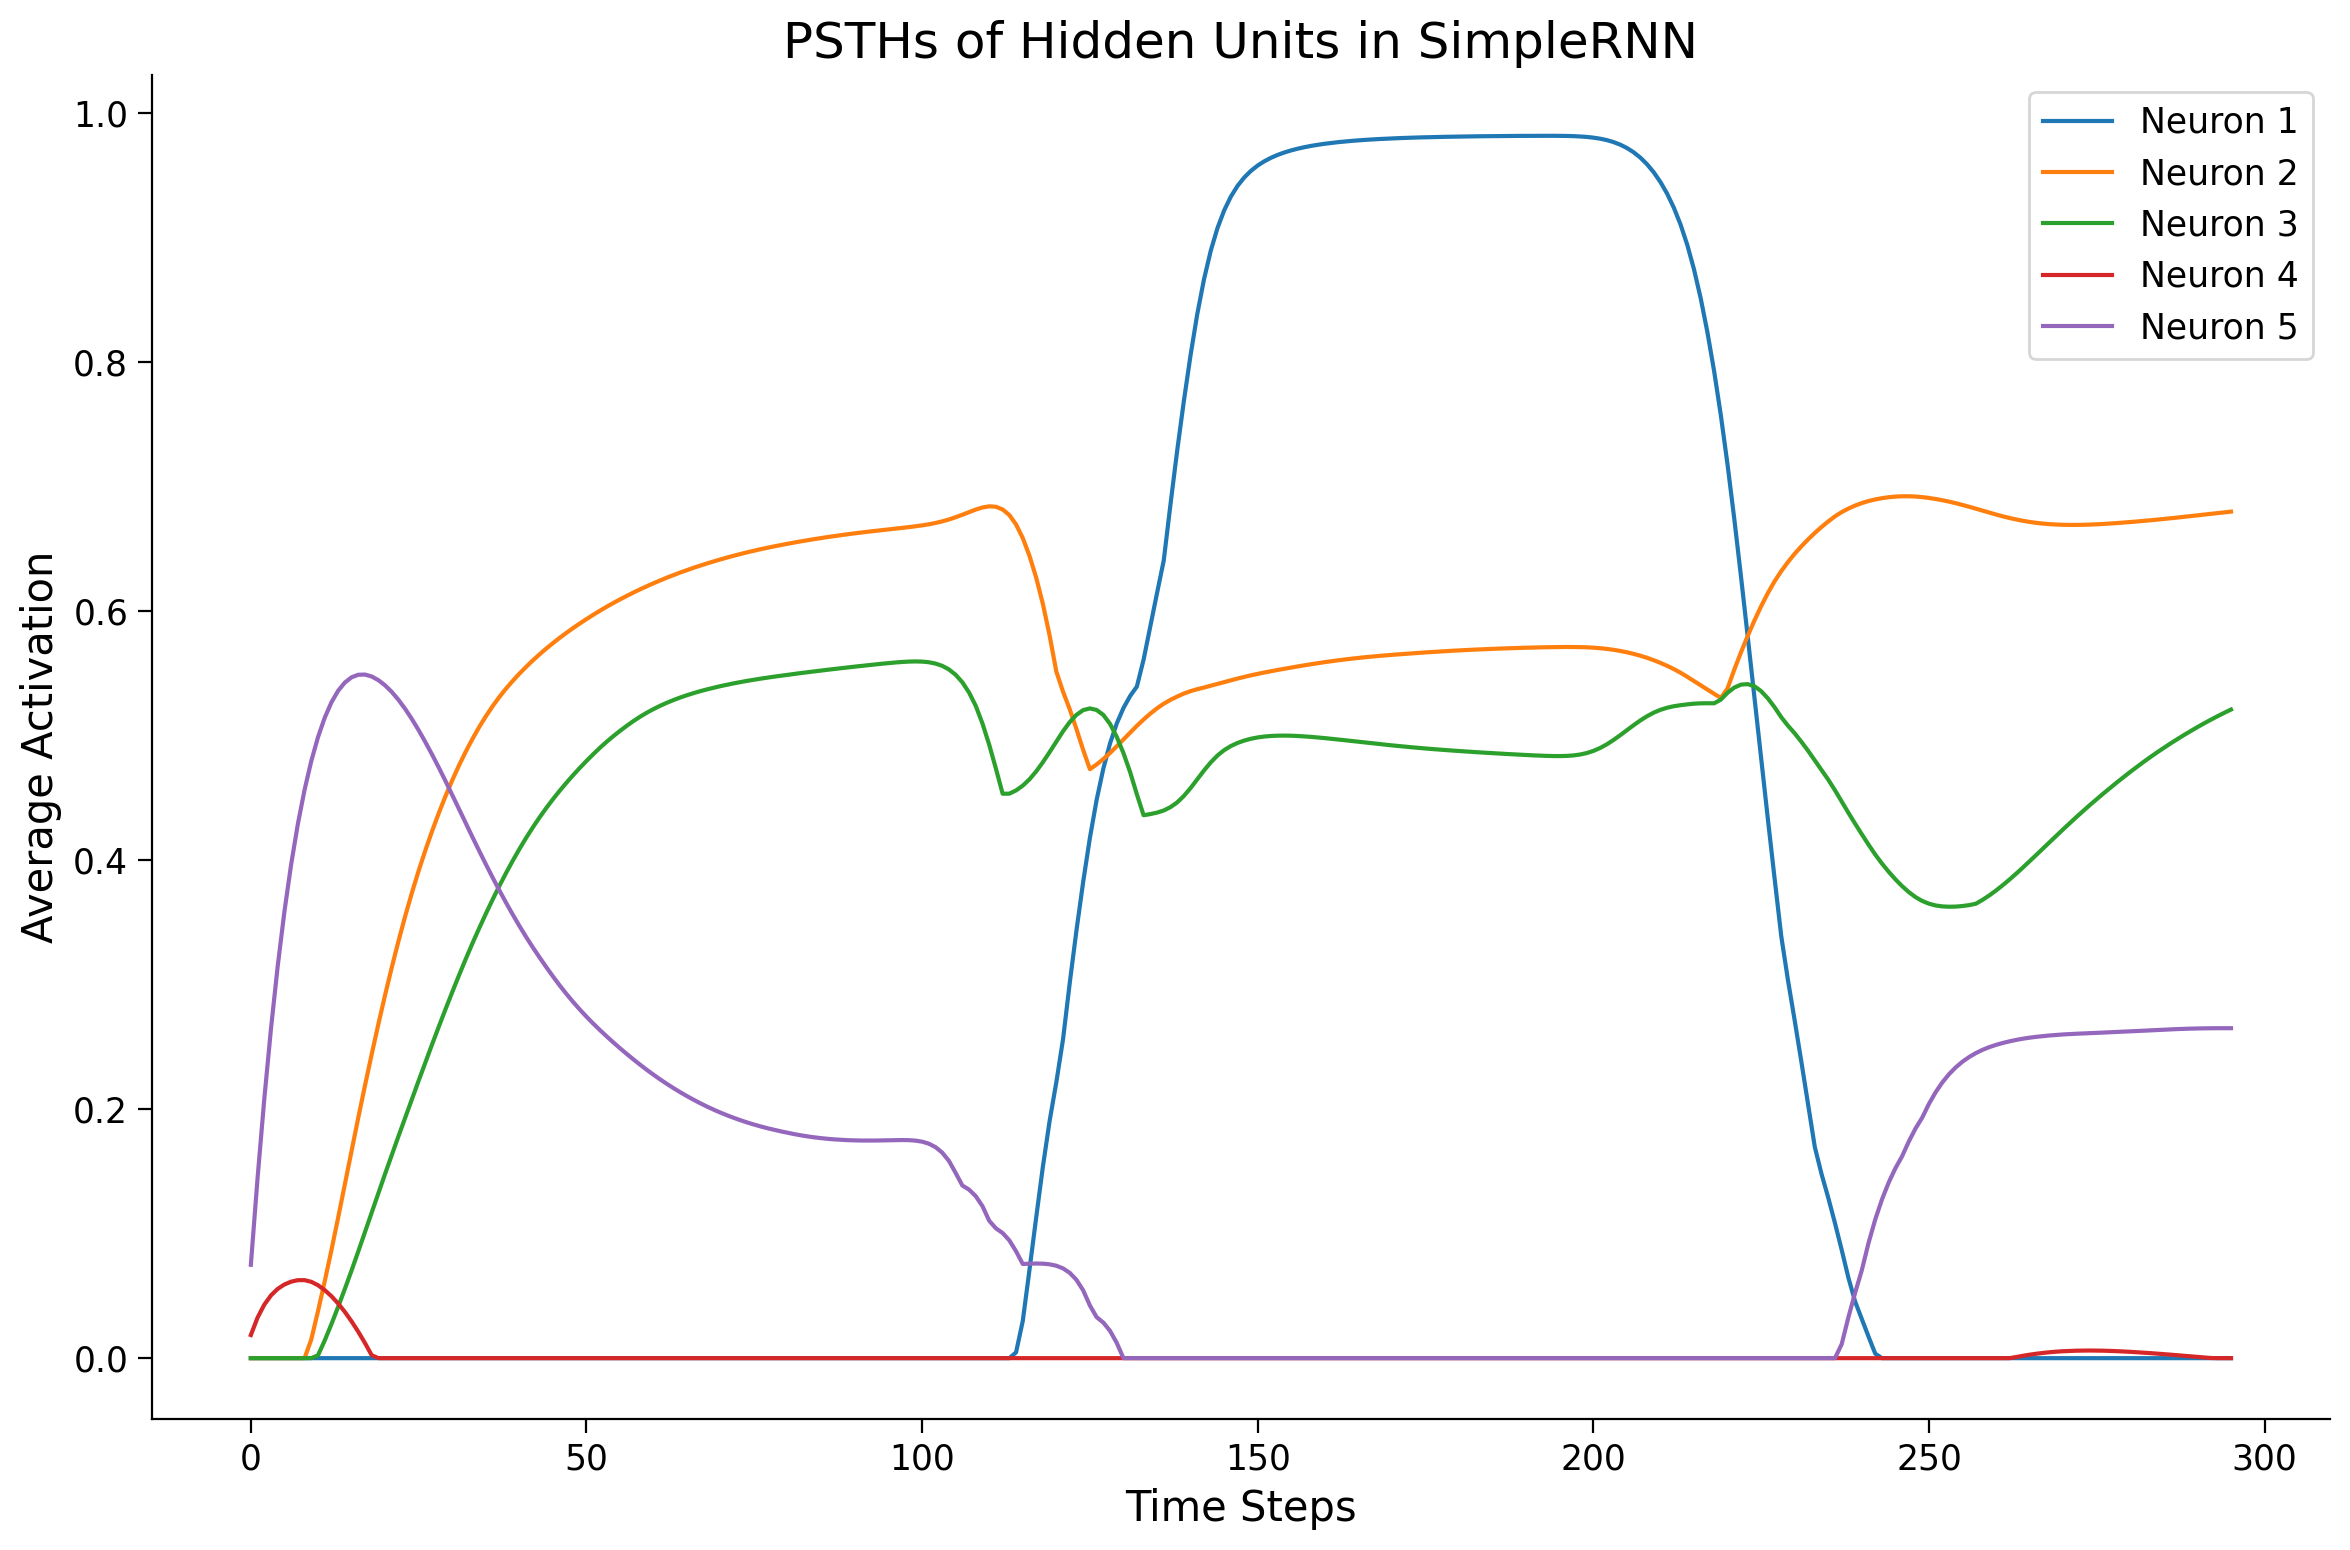 PSTHs of Hidden Units in SimpleRNN
1.0
0.8
0.6
0.4
0.2
0.0
Average Activation
Neuron 1
Neuron 2
Neuron 3
Neuron 4
Neuron 5
0 50 100 150 200 250 300
Time Steps